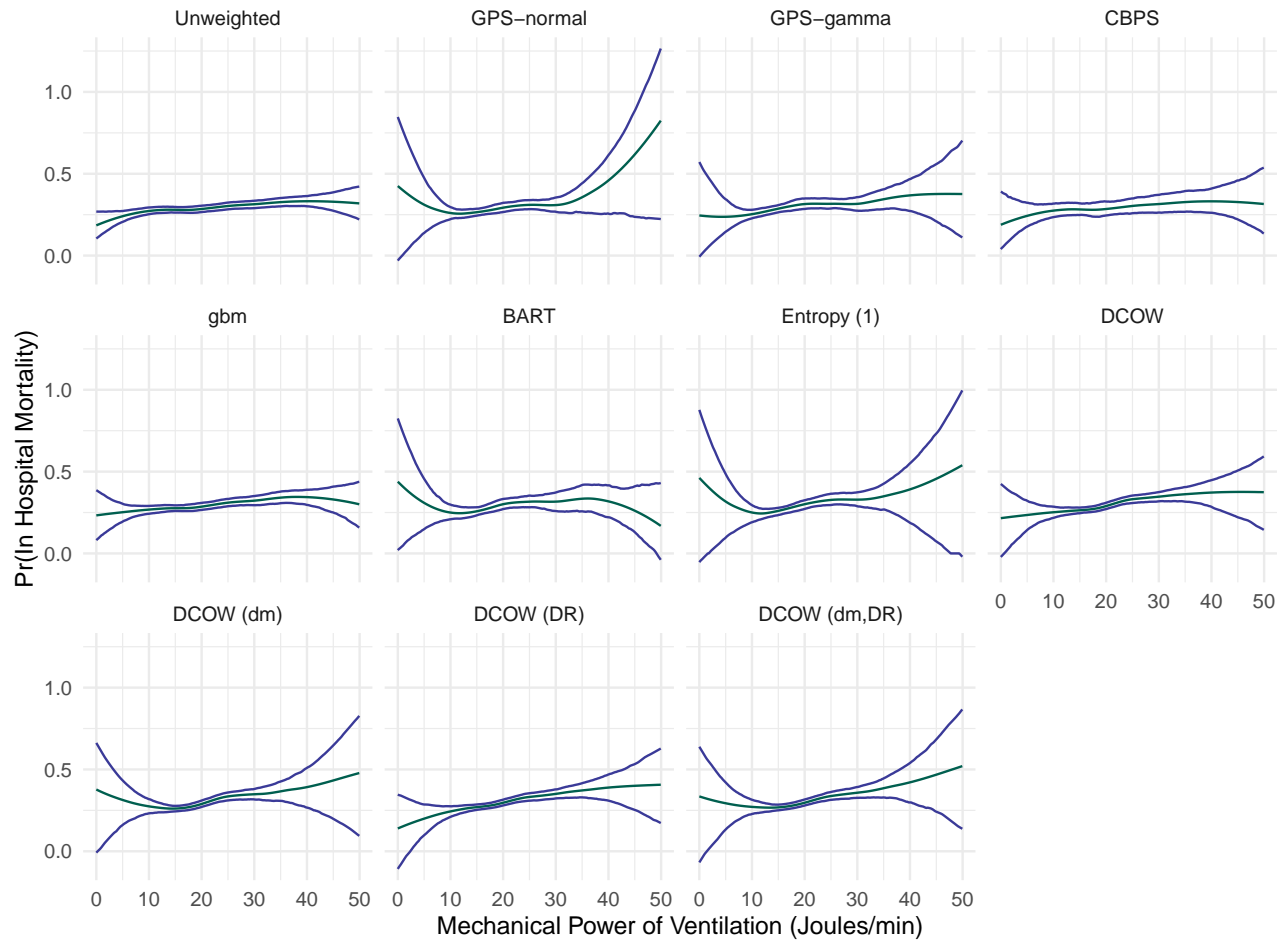 Unweighted GPS−normal GPS−gamma CBPS
1.0
0.5
0.0
gbm BART Entropy (1) DCOW
1.0
0.5
0.0
0 10 20 30 40 50
DCOW (dm) DCOW (DR) DCOW (dm,DR)
1.0
0.5
0.0
0 10 20 30 40 50 0 10 20 30 40 50 0 10 20 30 40 50
Mechanical Power of Ventilation (Joules/min)
Pr(In Hospital Mortality)